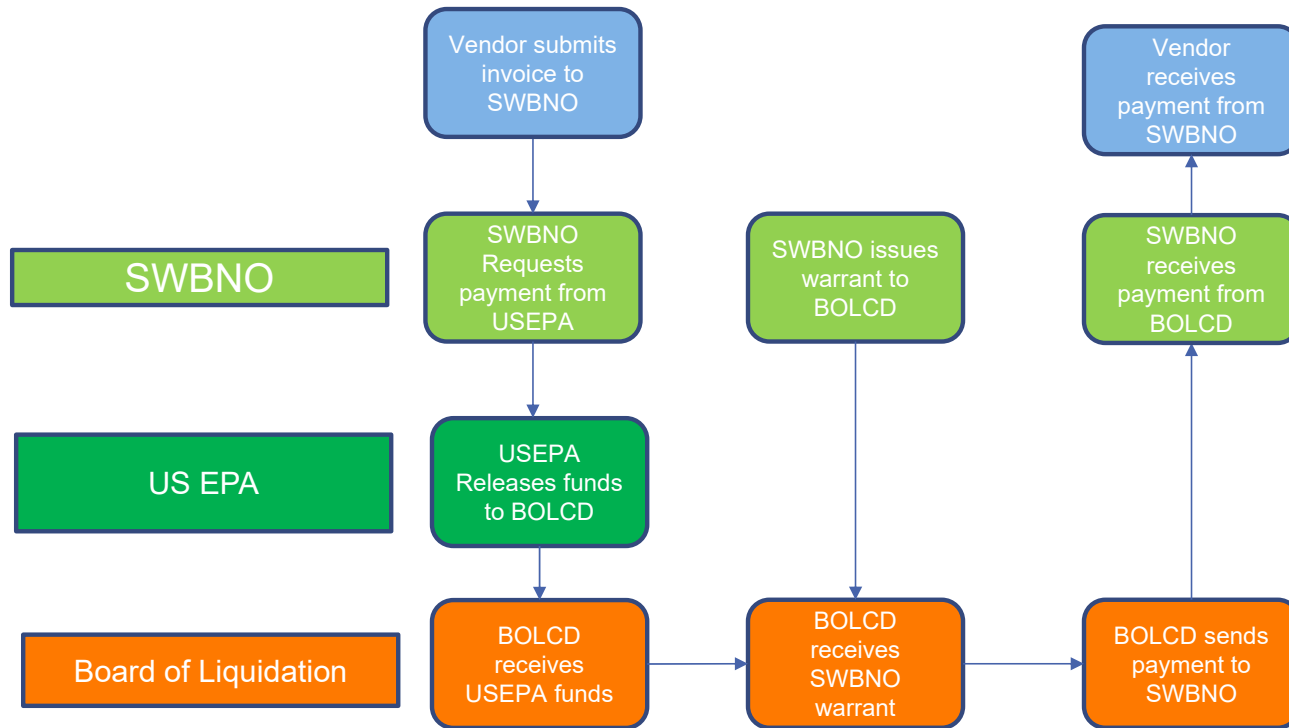 Vendor submits
invoice to
SWBNO
Vendor
receives
payment from
SWBNO
SWBNO
SWBNO
Requests
payment from
USEPA
SWBNO issues
warrant to
BOLCD
SWBNO
receives
payment from
BOLCD
US EPA
USEPA
Releases funds
to BOLCD
Board of Liquidation
BOLCD
receives
USEPA funds
BOLCD
receives
SWBNO
warrant
BOLCD sends
payment to
SWBNO